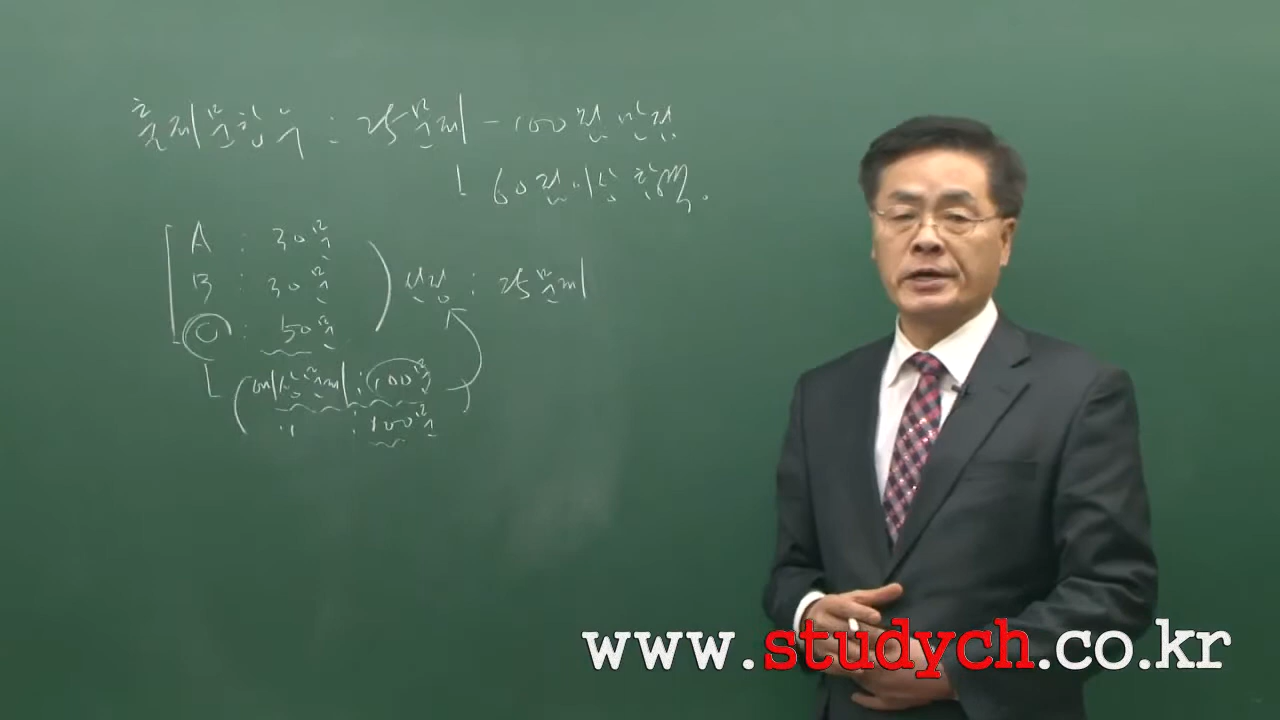 출제문항수 : 25문제 - 100점 만점
└ 60점 이상 합격.
A : 30문
B : 30문
C : 50문
: 25문제
예상문제 : 100문
〃 : 100문
www.studych.co.kr